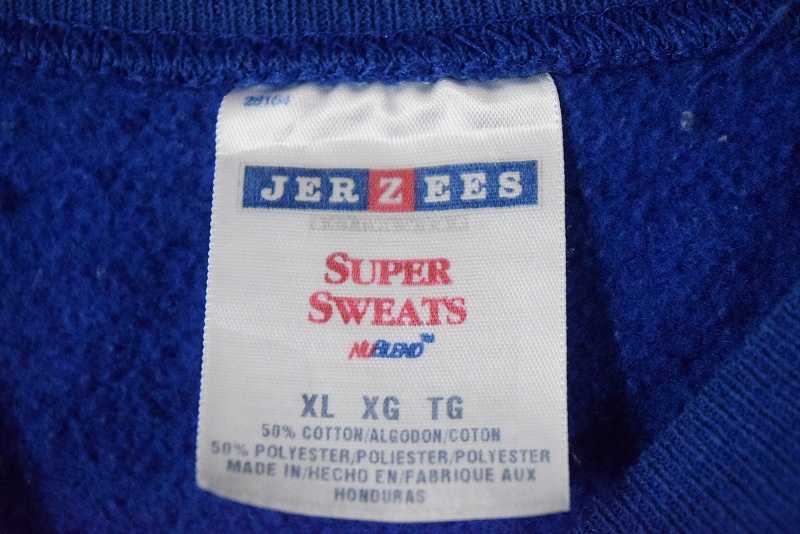 JERZEES
SUPER
SWEATS
NUBLEND™
XL XG TG
50% COTTON/ALGODON/COTON
50% POLYESTER/POLIESTER/POLYESTER
MADE IN/HECHO EN/FABRIQUE AUX
HONDURAS